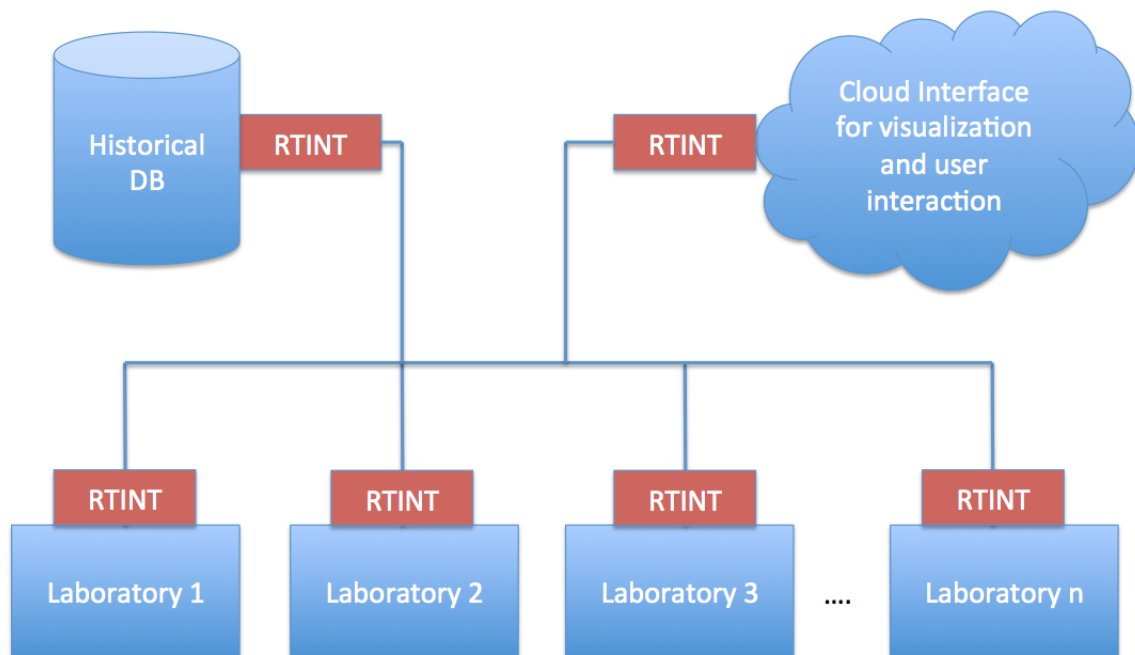 Historical
DB
RTINT
RTINT
Cloud Interface
for visualization
and user
interaction
RTINT
RTINT
RTINT
RTINT
Laboratory 1
Laboratory 2
Laboratory 3
....
Laboratory n